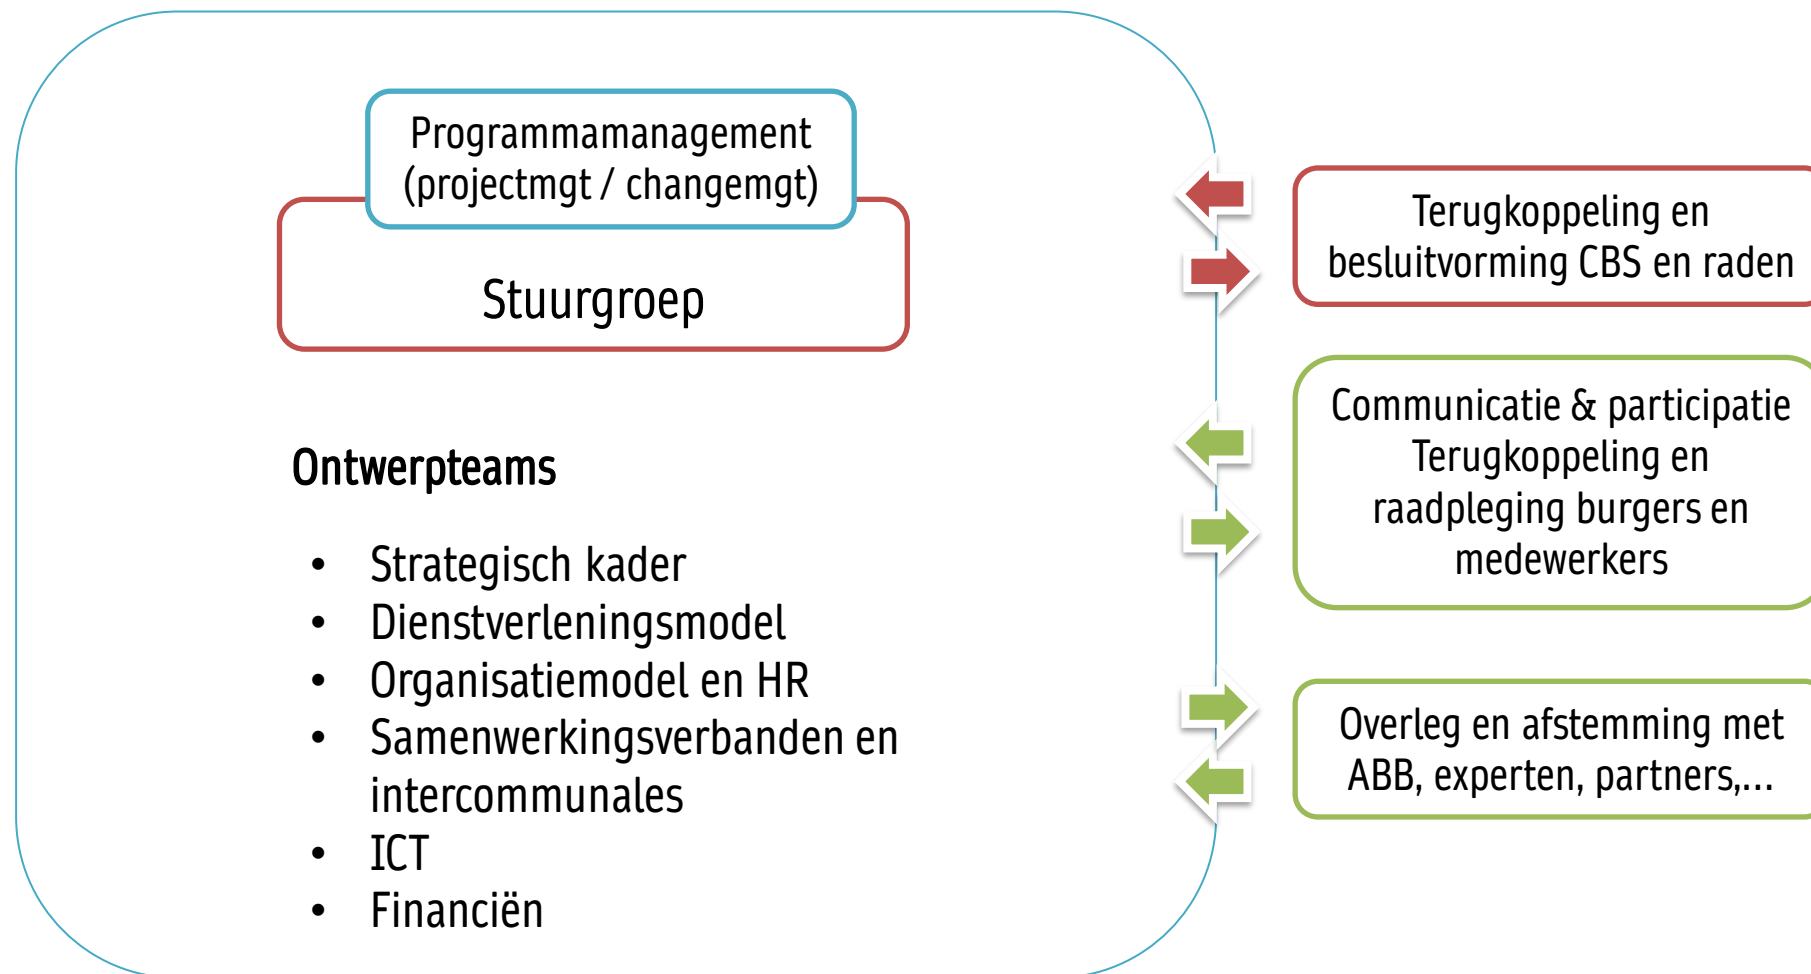 Programmamanagement
(projectmgt / changemgt)
Stuurgroep
Ontwerpteams
• Strategisch kader
• Dienstverleningsmodel
• Organisatiemodel en HR
• Samenwerkingsverbanden en
intercommunales
• ICT
• Financiën
Terugkoppeling en
besluitvorming CBS en raden
Communicatie & participatie
Terugkoppeling en
raadpleging burgers en
medewerkers
Overleg en afstemming met
ABB, experten, partners,...